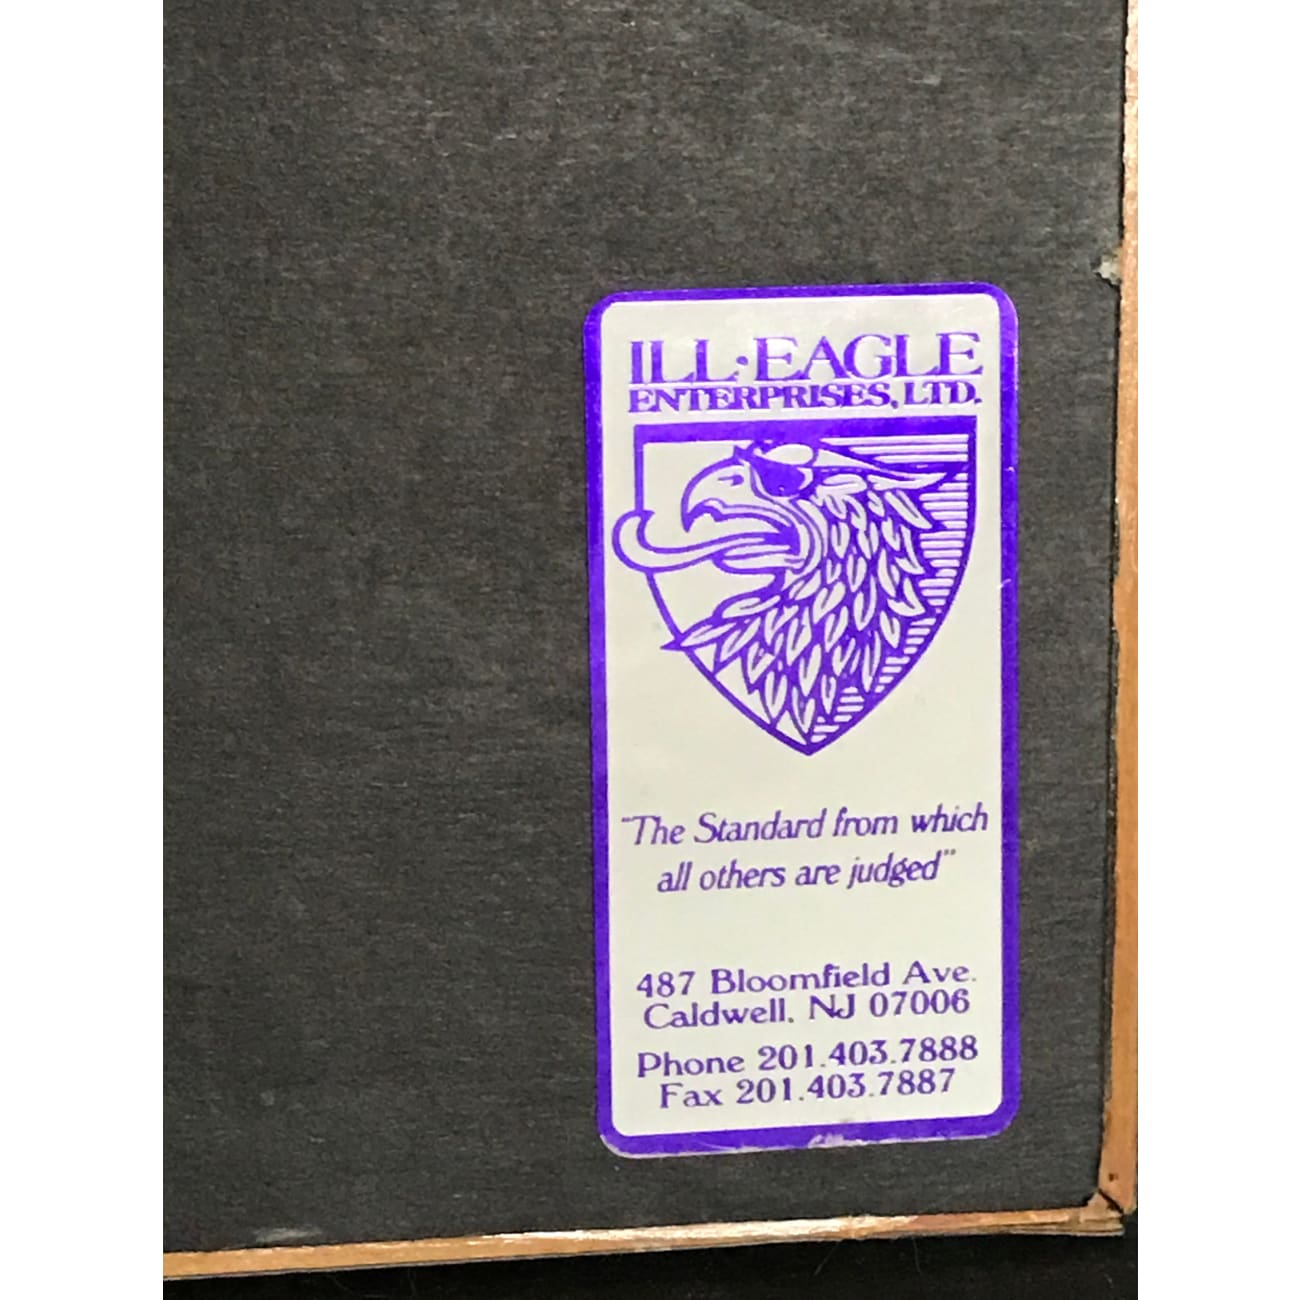 ILL·EAGLE
ENTERPRISES, LTD.
"The Standard from which
all others are judged"
487 Bloomfield Ave.
Caldwell, NJ 07006
Phone 201.403.7888
Fax 201.403.7887